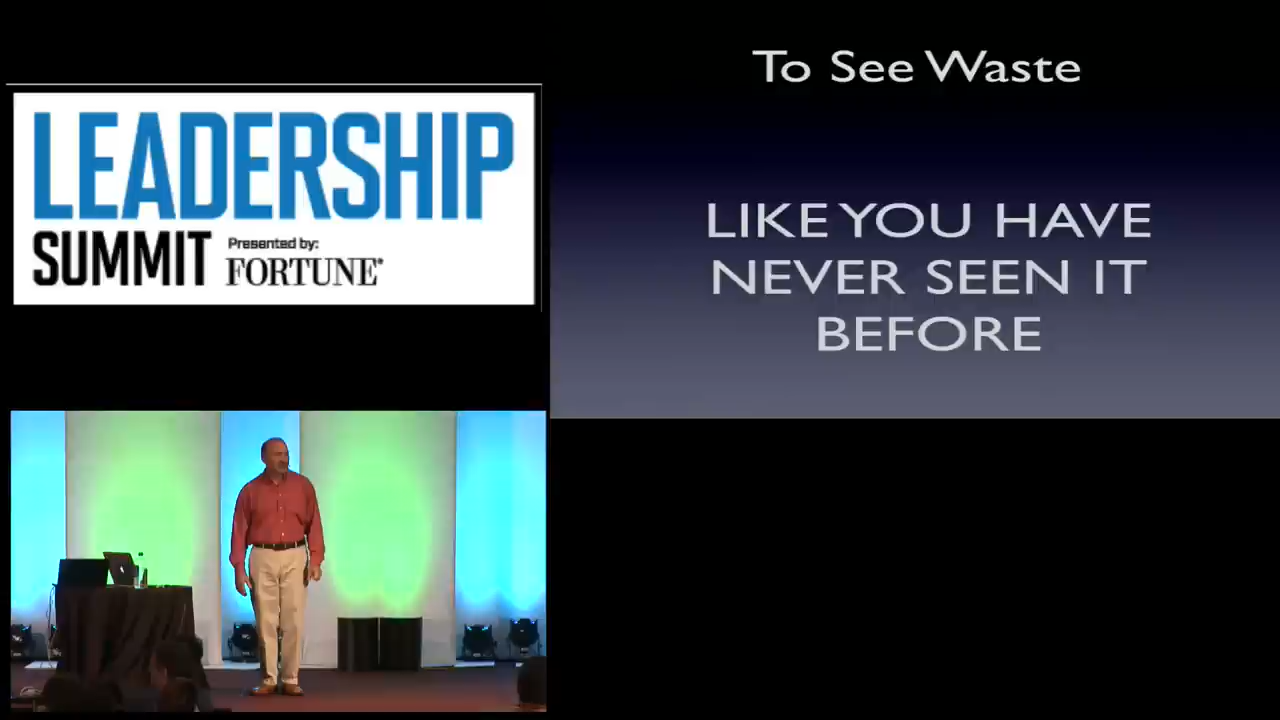 LEADERSHIP
SUMMIT
Presented by:
FORTUNE
To See Waste
LIKE YOU HAVE
NEVER SEEN IT
BEFORE